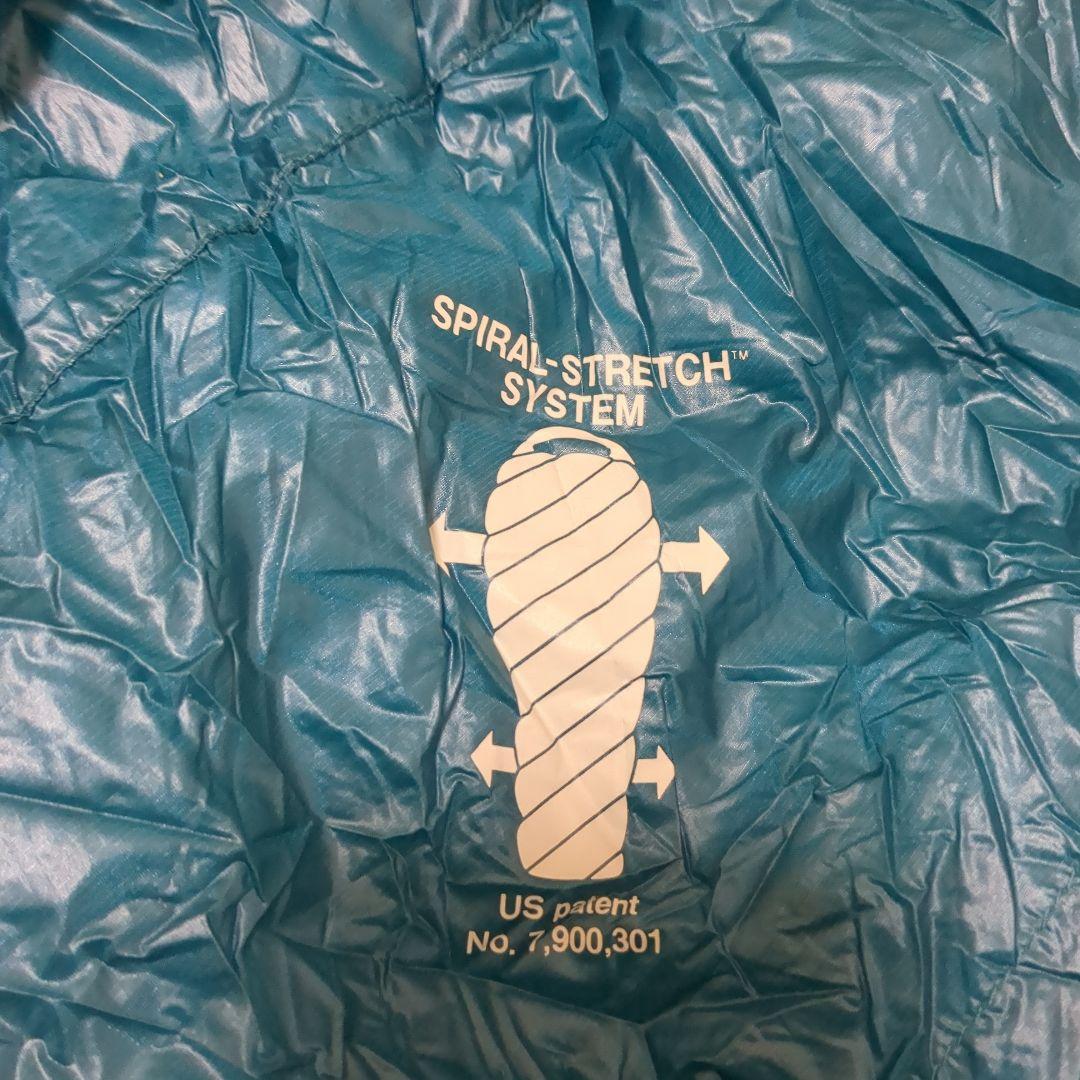 SPIRAL-STRETCH™
SYSTEM
US patent
No. 7,900,301